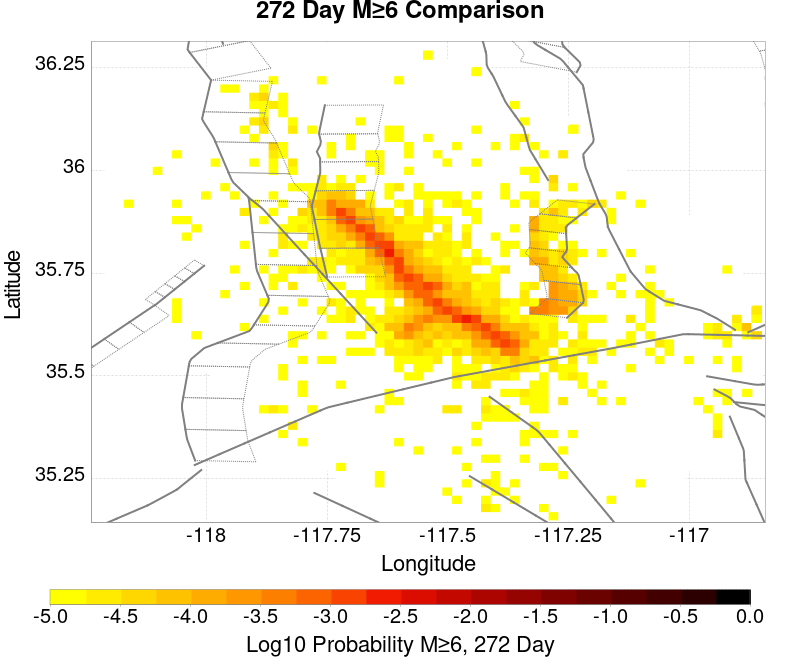 272 Day M≥6 Comparison
36.25
36
35.75
35.5
35.25
Latitude
-118 -117.75 -117.5 -117.25 -117
Longitude
-5.0 -4.5 -4.0 -3.5 -3.0 -2.5 -2.0 -1.5 -1.0 -0.5 0.0
Log10 Probability M≥6, 272 Day